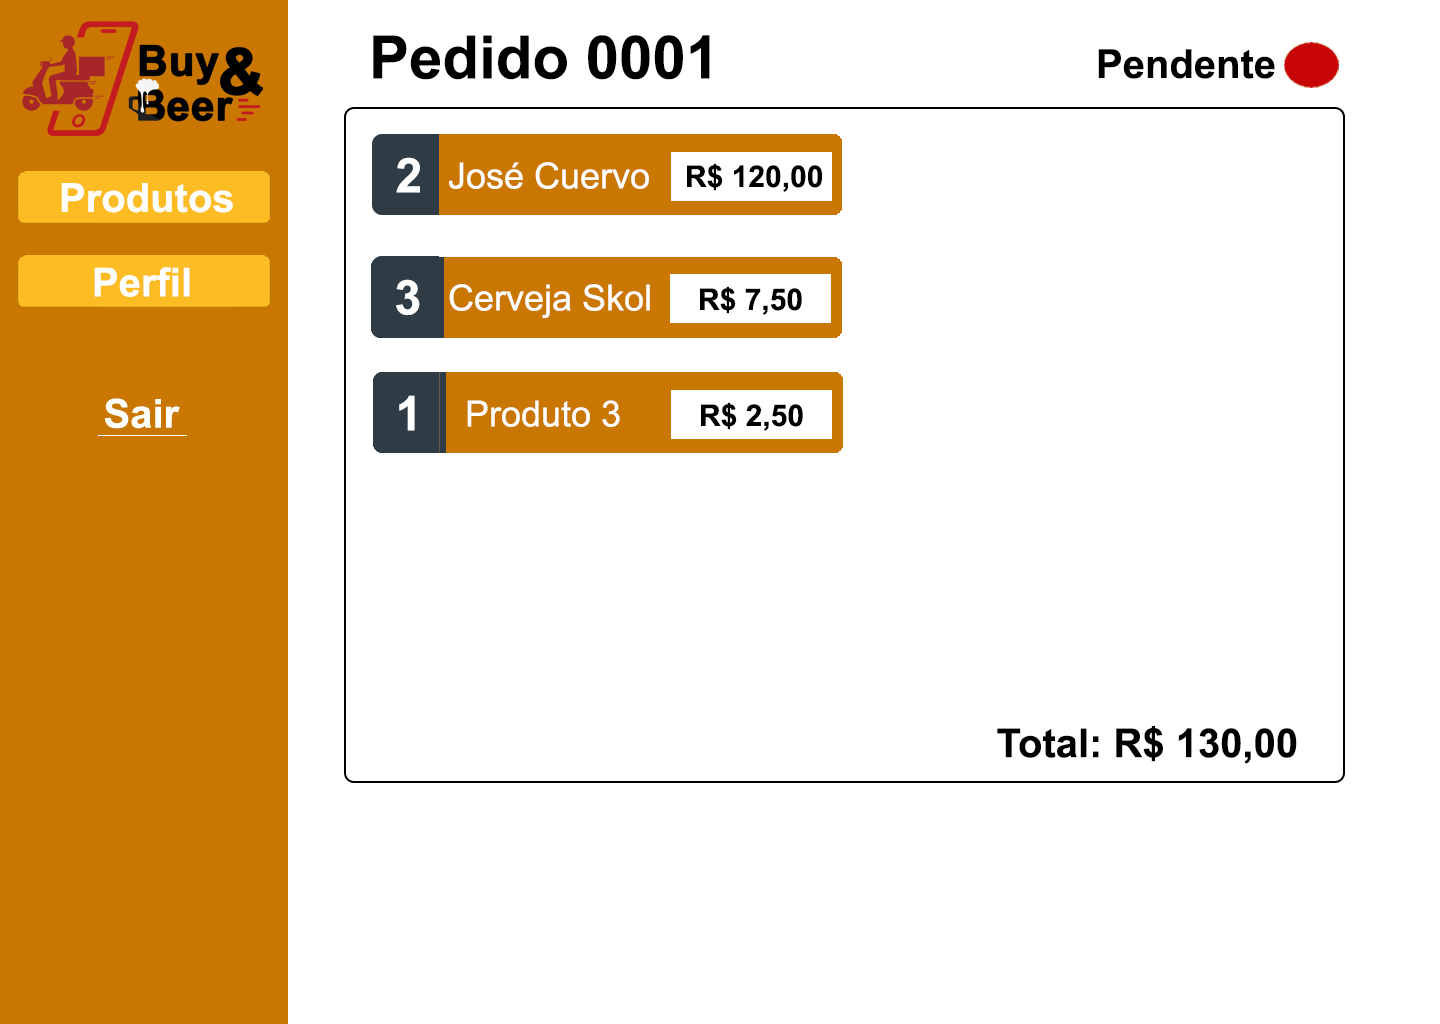 Buy &
Beer
Produtos
Perfil
Sair
Pedido 0001
Pendente
2 José Cuervo R$ 120,00
3 Cerveja Skol R$ 7,50
1 Produto 3 R$ 2,50
Total: R$ 130,00